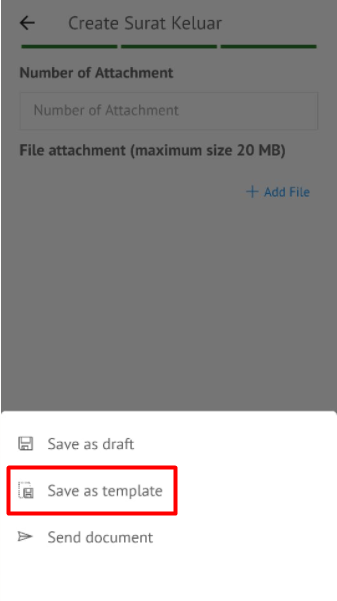 Create Surat Keluar
Number of Attachment
Number of Attachment
File attachment (maximum size 20 MB)
+ Add File
Save as draft
Save as template
Send document